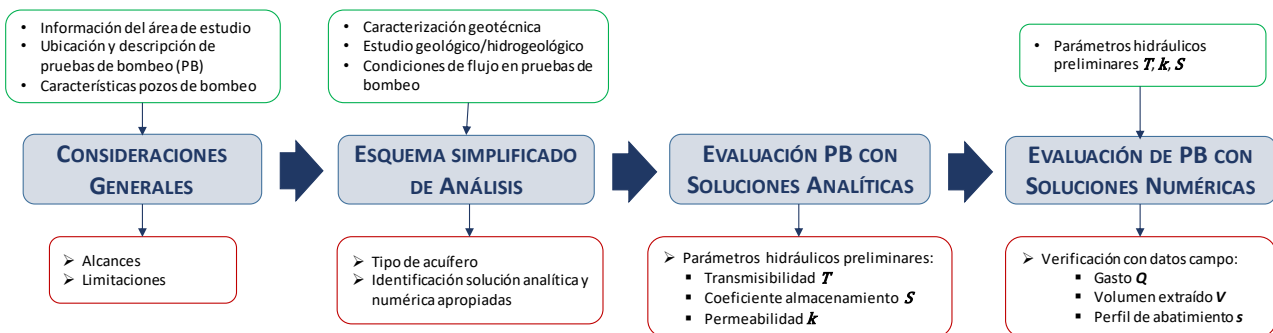 • Información del área de estudio
• Ubicación y descripción de
pruebas de bombeo (PB)
• Características pozos de bombeo
CONSIDERACIONES
GENERALES
➢ Alcances
➢ Limitaciones
• Caracterización geotécnica
• Estudio geológico/hidrogeológico
• Condiciones de flujo en pruebas de
bombeo
ESQUEMA SIMPLIFICADO
DE ANÁLISIS
➢ Tipo de acuífero
➢ Identificación solución analítica y
numérica apropiadas
EVALUACIÓN PB CON
SOLUCIONES ANALÍTICAS
➢ Parámetros hidráulicos preliminares:
▪ Transmisibilidad T
▪ Coeficiente almacenamiento S
▪ Permeabilidad k
• Parámetros hidráulicos
preliminares T, k, S
EVALUACIÓN DE PB CON
SOLUCIONES NUMÉRICAS
➢ Verificación con datos campo:
▪ Gasto Q
▪ Volumen extraído V
▪ Perfil de abatimiento s